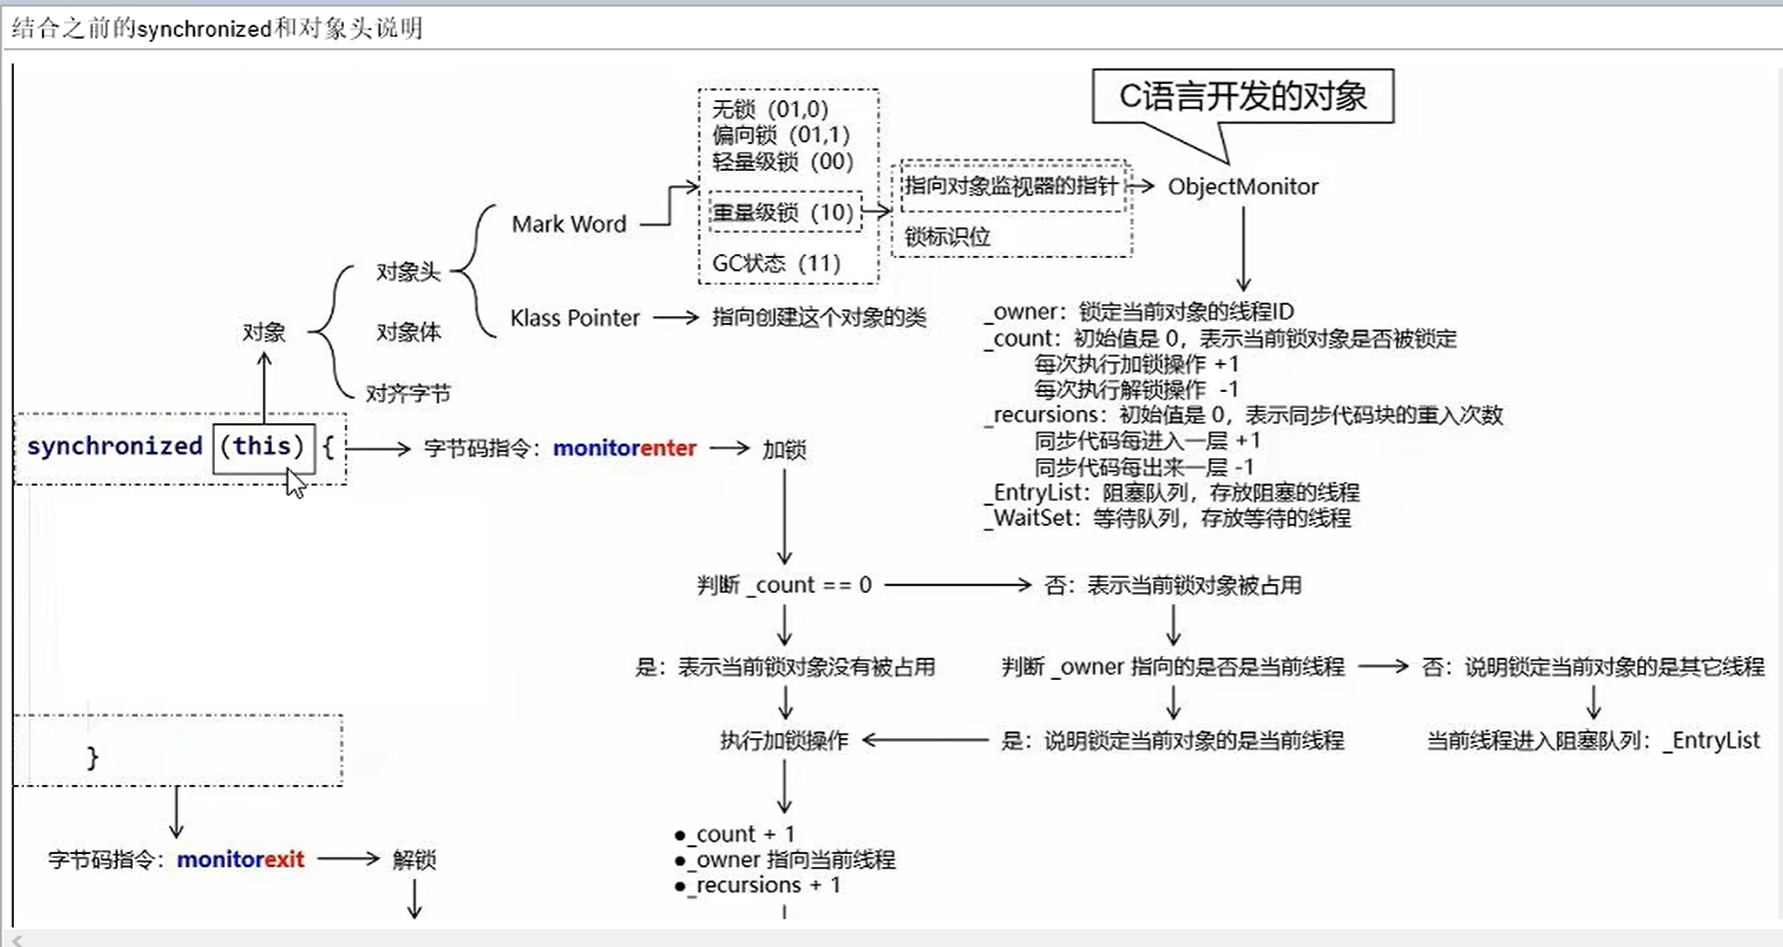 结合之前的synchronized和对象头说明
C语言开发的对象
无锁（01,0）
偏向锁（01,1）
轻量级锁（00）
重量级锁（10）
GC状态（11）
指向对象监视器的指针
锁标识位
ObjectMonitor
Mark Word
对象头
Klass Pointer
指向创建这个对象的类
对象
对象体
对齐字节
_owner：锁定当前对象的线程ID
_count：初始值是 0，表示当前锁对象是否被锁定
每次执行加锁操作 +1
每次执行解锁操作 -1
_recursions：初始值是 0，表示同步代码块的重入次数
同步代码每进入一层 +1
同步代码每出来一层 -1
_EntryList：阻塞队列，存放阻塞的线程
_WaitSet：等待队列，存放等待的线程
synchronized (this) {
字节码指令：monitorenter
加锁
判断 _count == 0
否：表示当前锁对象被占用
是：表示当前锁对象没有被占用
判断 _owner 指向的是否是当前线程
否：说明锁定当前对象的是其它线程
执行加锁操作
是：说明锁定当前对象的是当前线程
当前线程进入阻塞队列：_EntryList
}
字节码指令：monitorexit
解锁
●_count + 1
●_owner 指向当前线程
●_recursions + 1